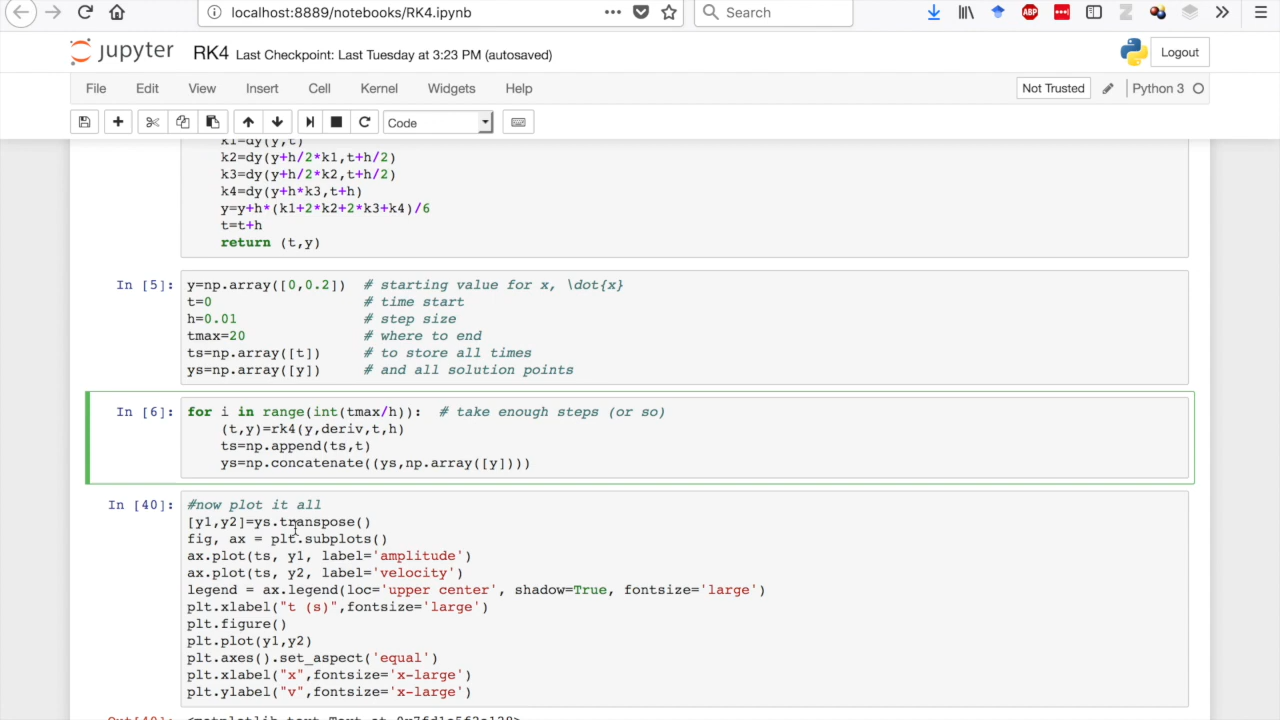 localhost:8889/notebooks/RK4.ipynb
Search
ABP
jupyter RK4 Last Checkpoint: Last Tuesday at 3:23 PM (autosaved)
Logout
File Edit View Insert Cell Kernel Widgets Help
Not Trusted
Python 3
Code
k1=dy(y,t)
k2=dy(y+h/2*k1,t+h/2)
k3=dy(y+h/2*k2,t+h/2)
k4=dy(y+h*k3,t+h)
y=y+h*(k1+2*k2+2*k3+k4)/6
t=t+h
return (t,y)
In [5]: y=np.array([0,0.2]) # starting value for x, \dot{x}
t=0 # time start
h=0.01 # step size
tmax=20 # where to end
ts=np.array([t]) # to store all times
ys=np.array([y]) # and all solution points
In [6]: for i in range(int(tmax/h)): # take enough steps (or so)
(t,y)=rk4(y,deriv,t,h)
ts=np.append(ts,t)
ys=np.concatenate((ys,np.array([y])))
In [40]: #now plot it all
[y1,y2]=ys.transpose()
fig, ax = plt.subplots()
ax.plot(ts, y1, label='amplitude')
ax.plot(ts, y2, label='velocity')
legend = ax.legend(loc='upper center', shadow=True, fontsize='large')
plt.xlabel("t (s)",fontsize='large')
plt.figure()
plt.plot(y1,y2)
plt.axes().set_aspect('equal')
plt.xlabel("x",fontsize='x-large')
plt.ylabel("v",fontsize='x-large')